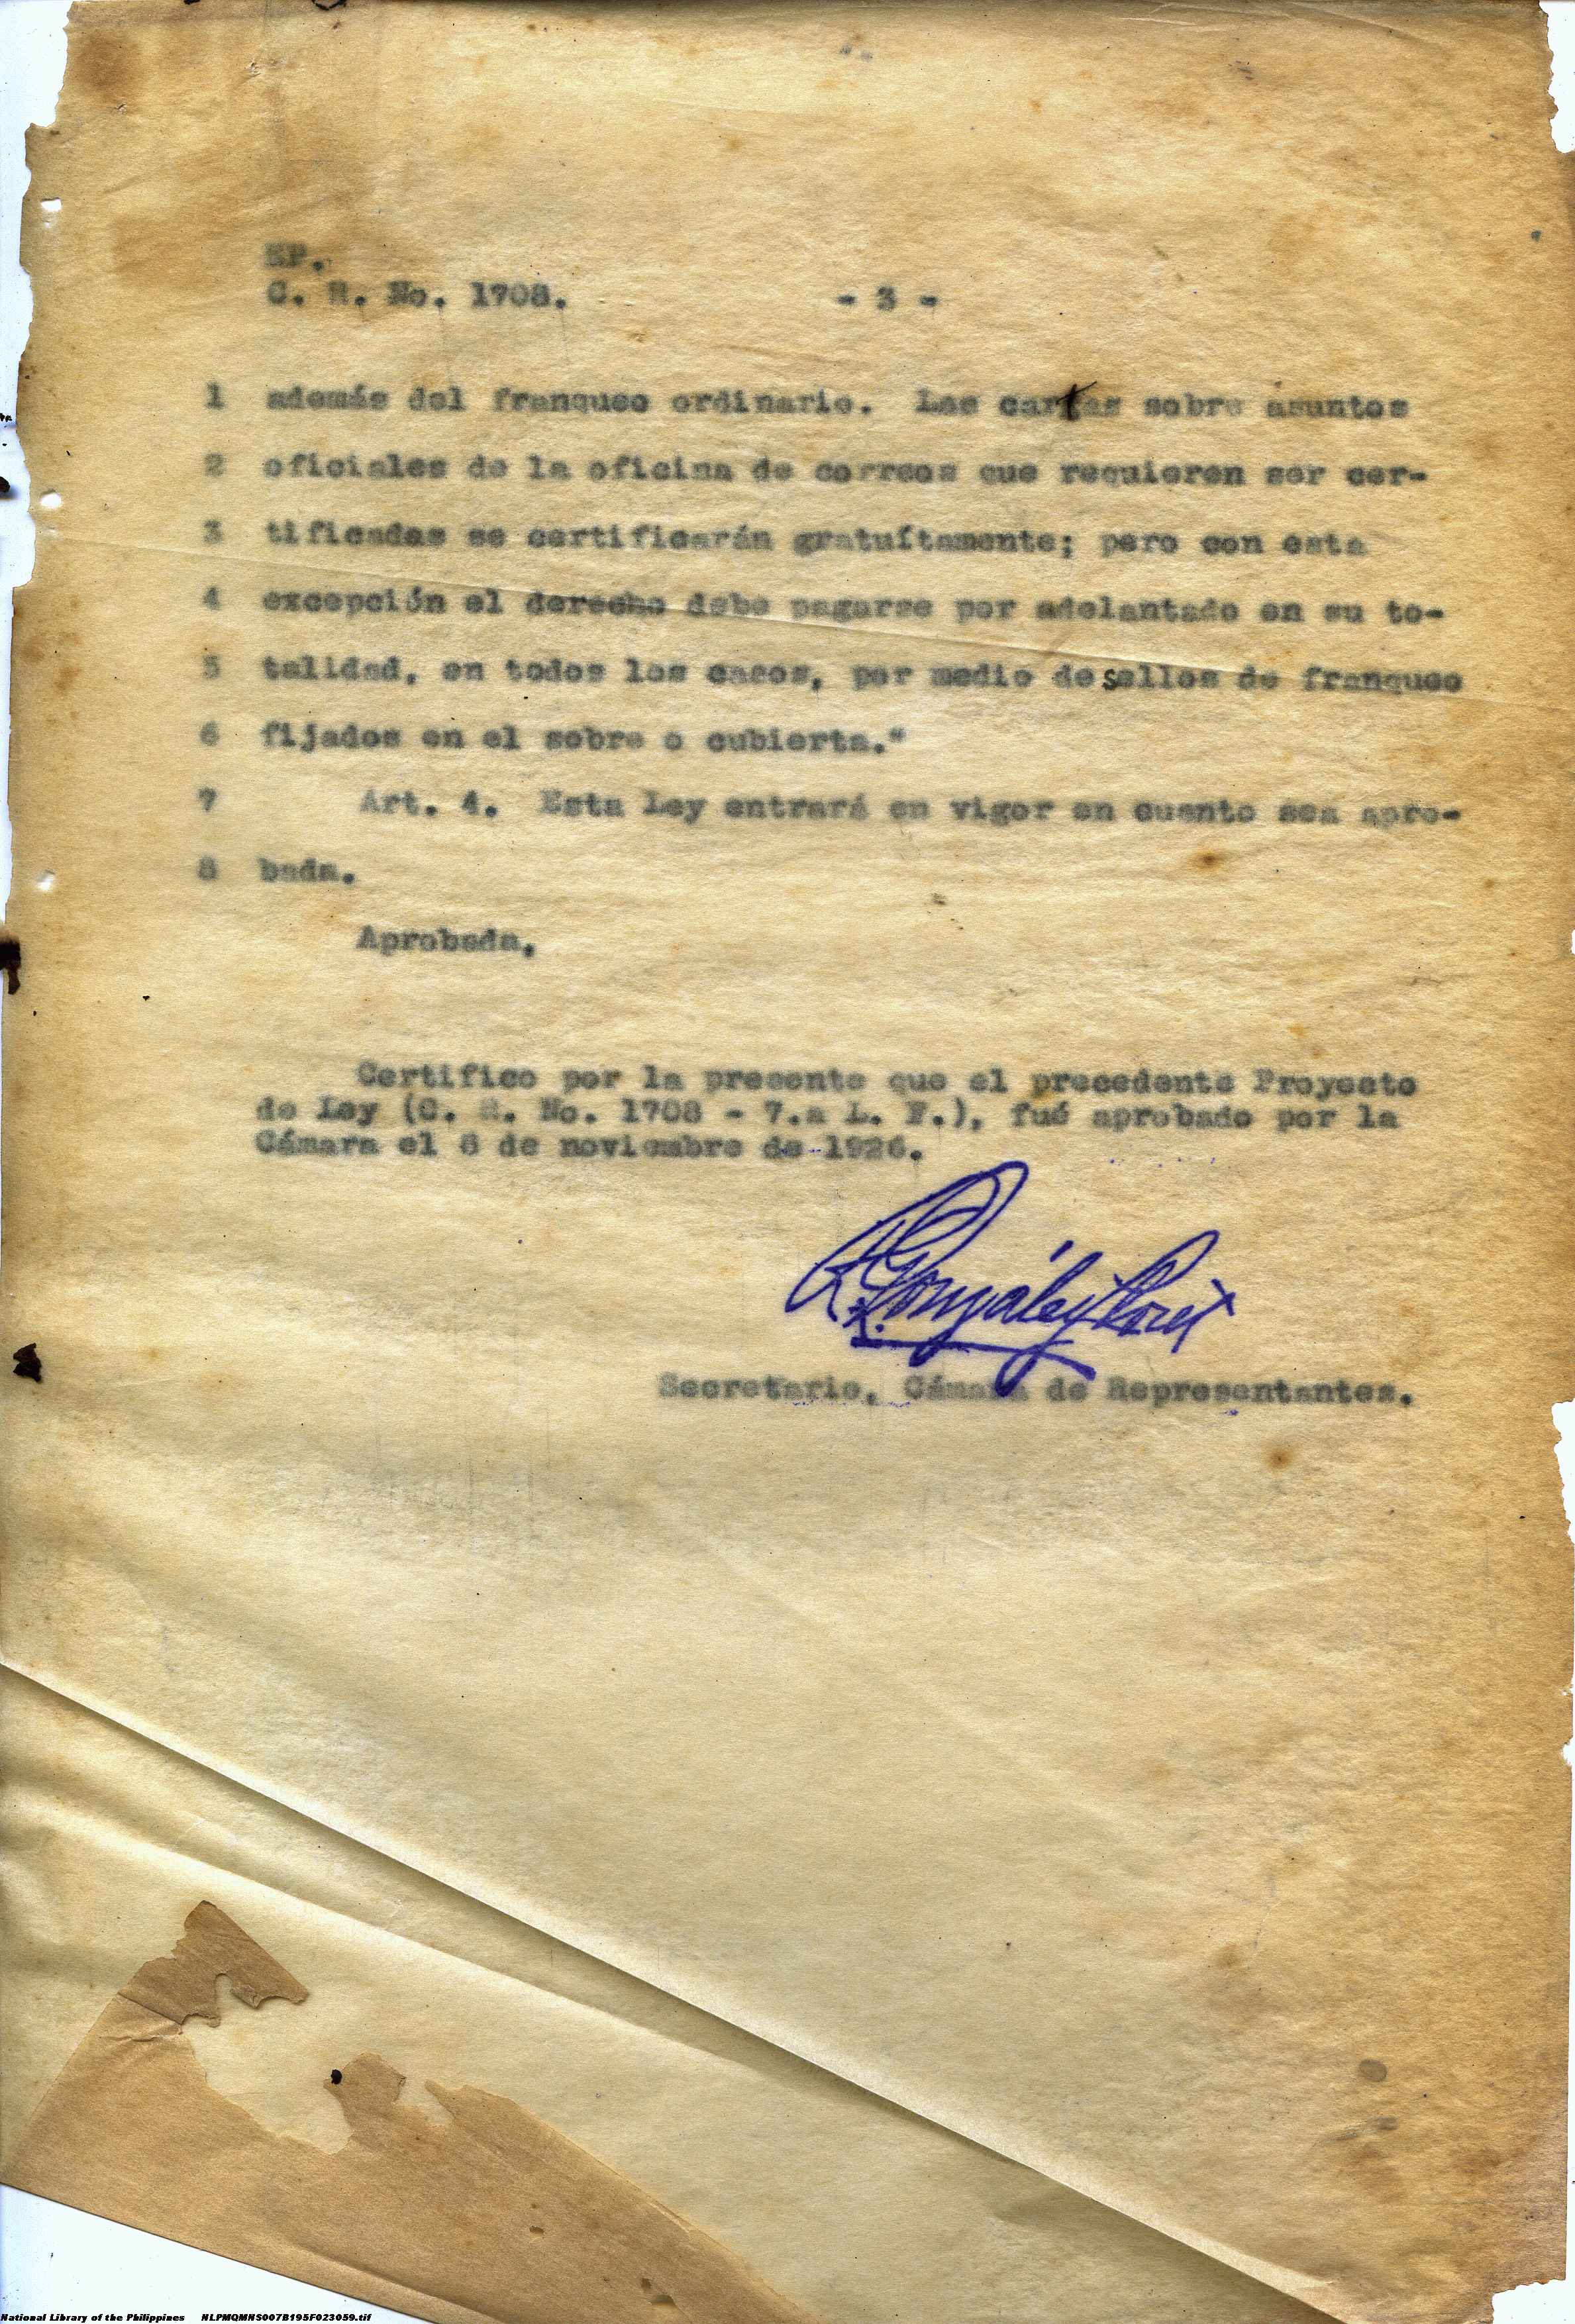 EP.
C. R. No. 1708. - 3 -
1 además del franqueo ordinario. Las cartas sobre asuntos
2 oficiales de la oficina de correos que requieren ser cer-
3 tificadas se certificarán gratuítamente; pero con esta
4 excepción el derecho debe pagarse por adelantado en su to-
5 talidad, en todos los casos, por medio de sellos de franqueo
6 fijados en el sobre o cubierta."
7 Art. 4. Esta Ley entrará en vigor en cuanto sea apro-
8 bada.
Aprobada,
Certifico por la presente que el precedente Proyecto
de Ley (C. R. No. 1708 - 7.a L. F.), fué aprobado por la
Cámara el 8 de noviembre de 1926.
R. González Lloret
Secretario, Cámara de Representantes.
National Library of the Philippines NLPMQMNS007B195F023059.tif